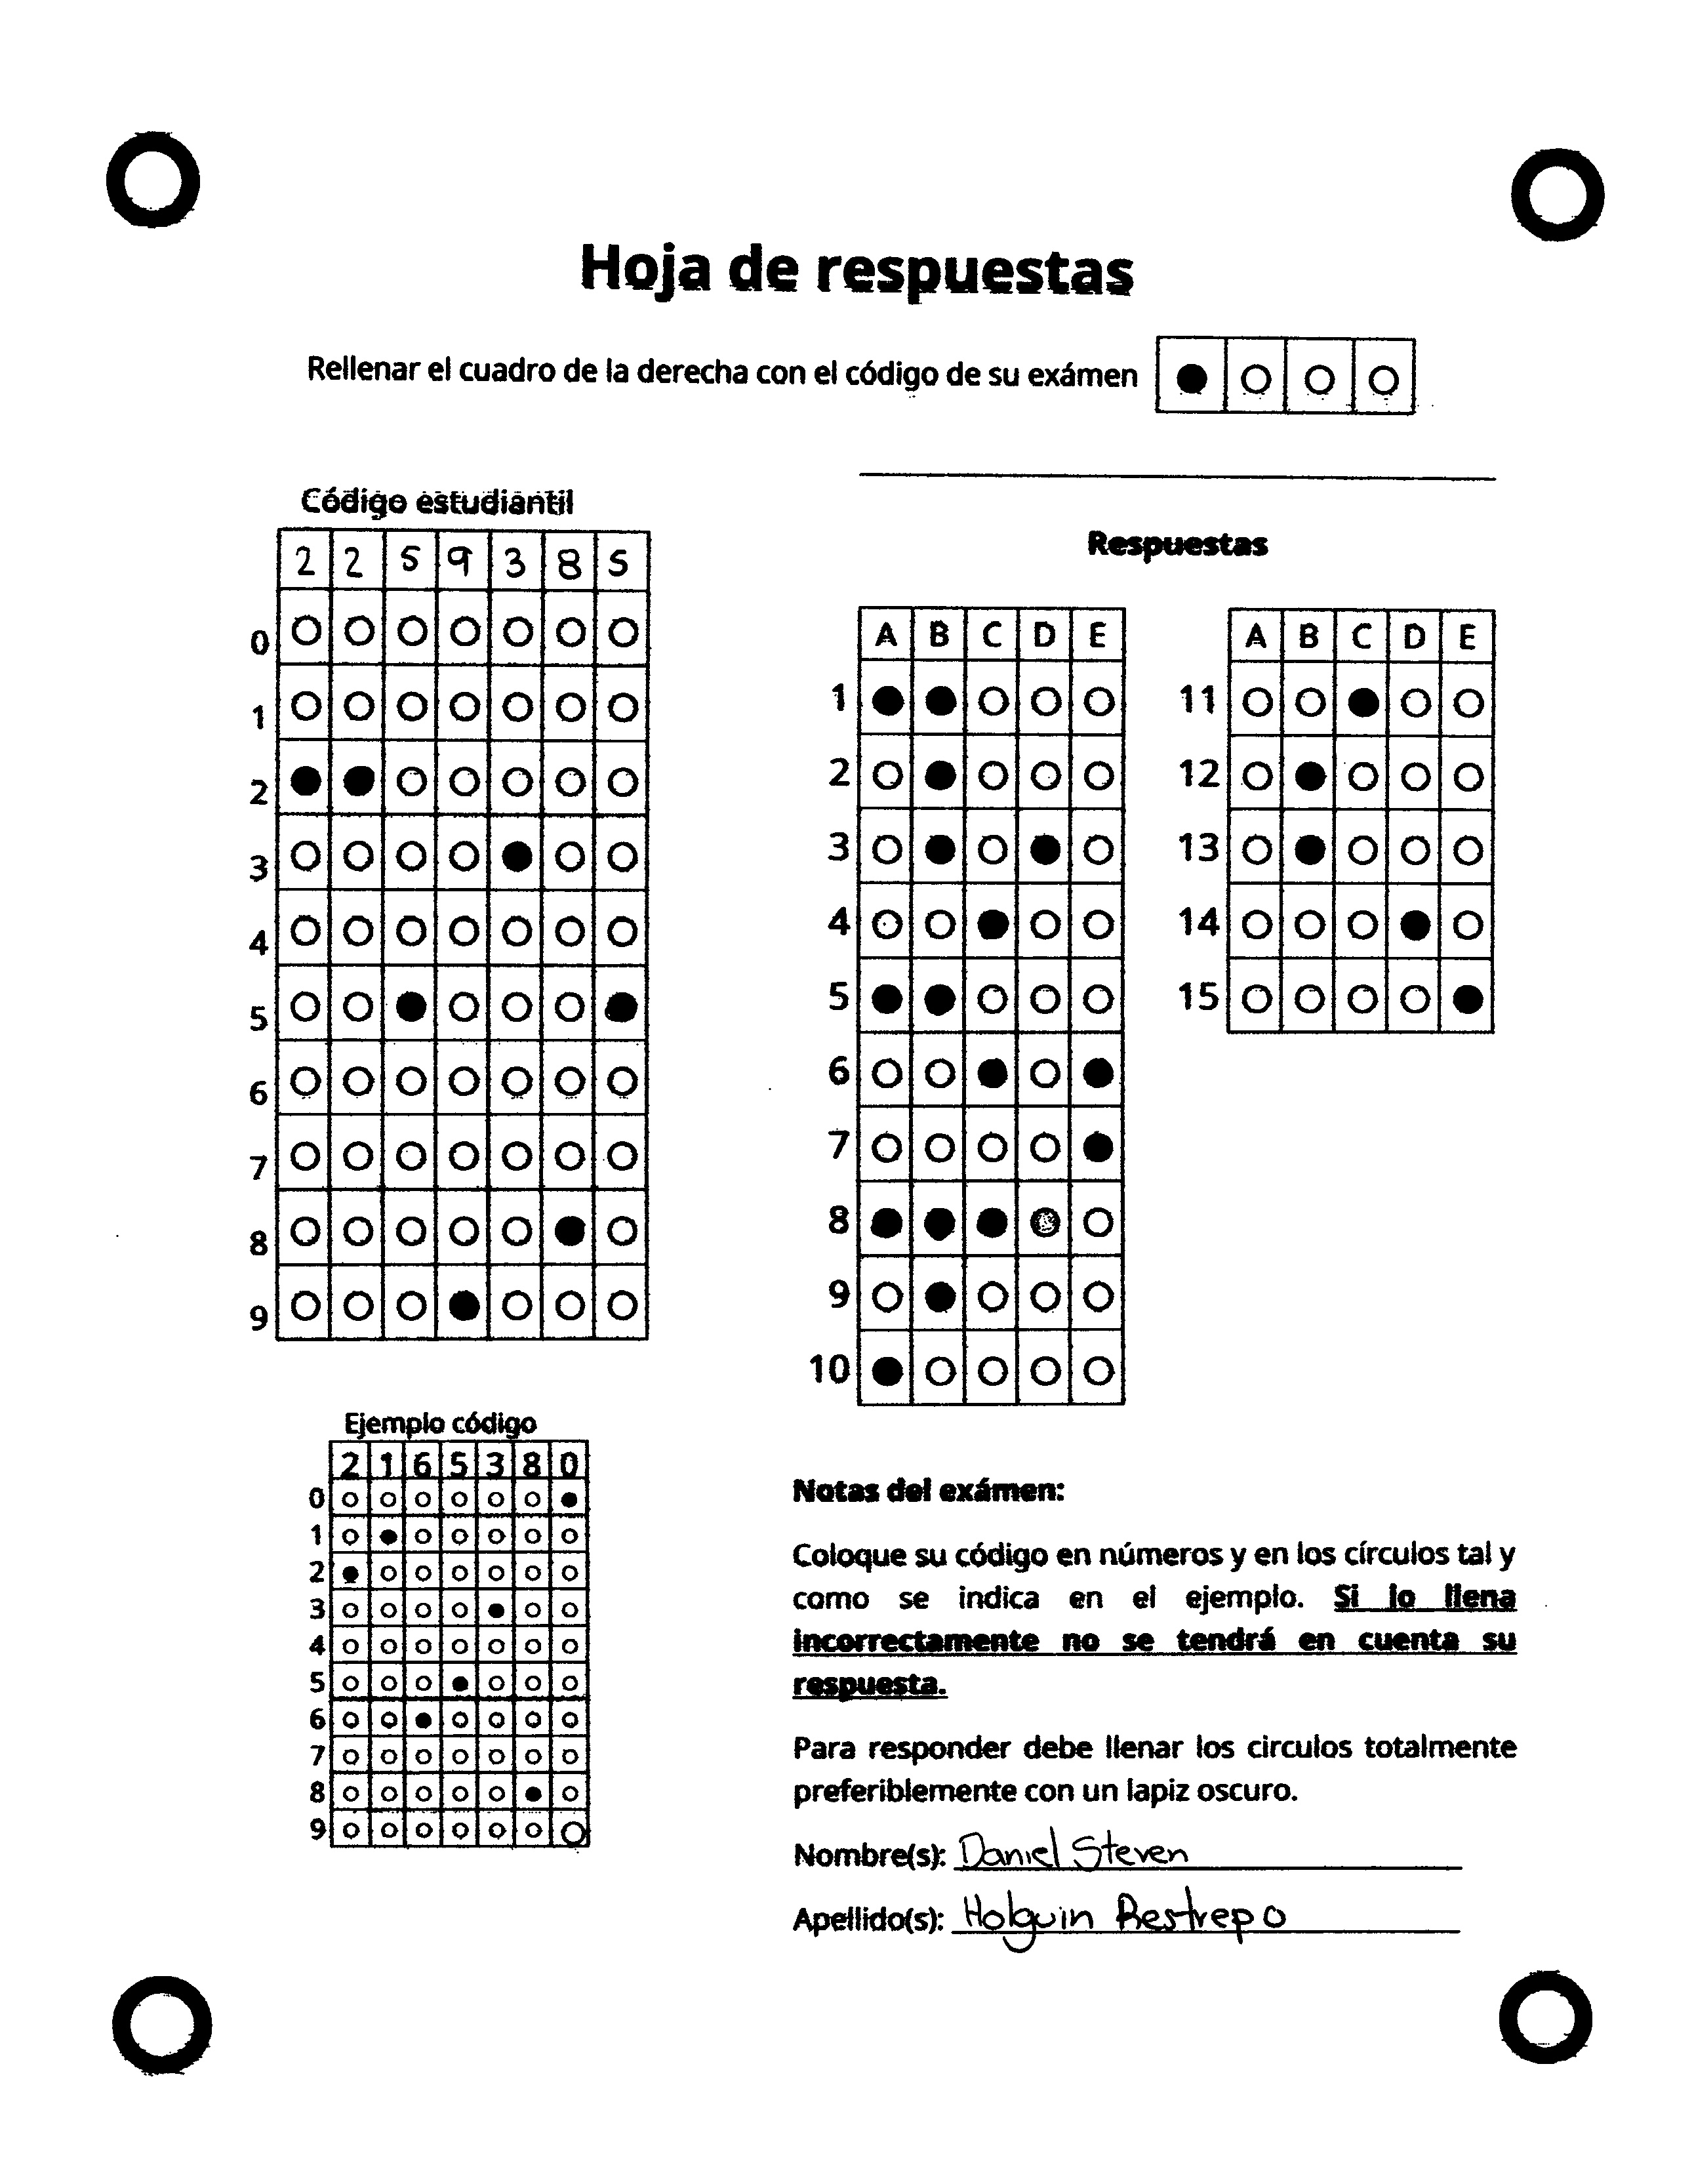 Hoja de respuestas
Rellenar el cuadro de la derecha con el código de su exámen
Código estudiantil
2 2 5 9 3 8 5
0
1
2
3
4
5
6
7
8
9
Respuestas
A B C D E
1
2
3
4
5
6
7
8
9
10
A B C D E
11
12
13
14
15
Ejemplo código
2 1 6 5 3 8 0
0
1
2
3
4
5
6
7
8
9
Notas del exámen:
Coloque su código en números y en los círculos tal y
como se indica en el ejemplo. Si lo llena
incorrectamente no se tendrá en cuenta su
respuesta.
Para responder debe llenar los circulos totalmente
preferiblemente con un lapiz oscuro.
Nombre(s): Daniel Steven
Apellido(s): Holguin Restrepo